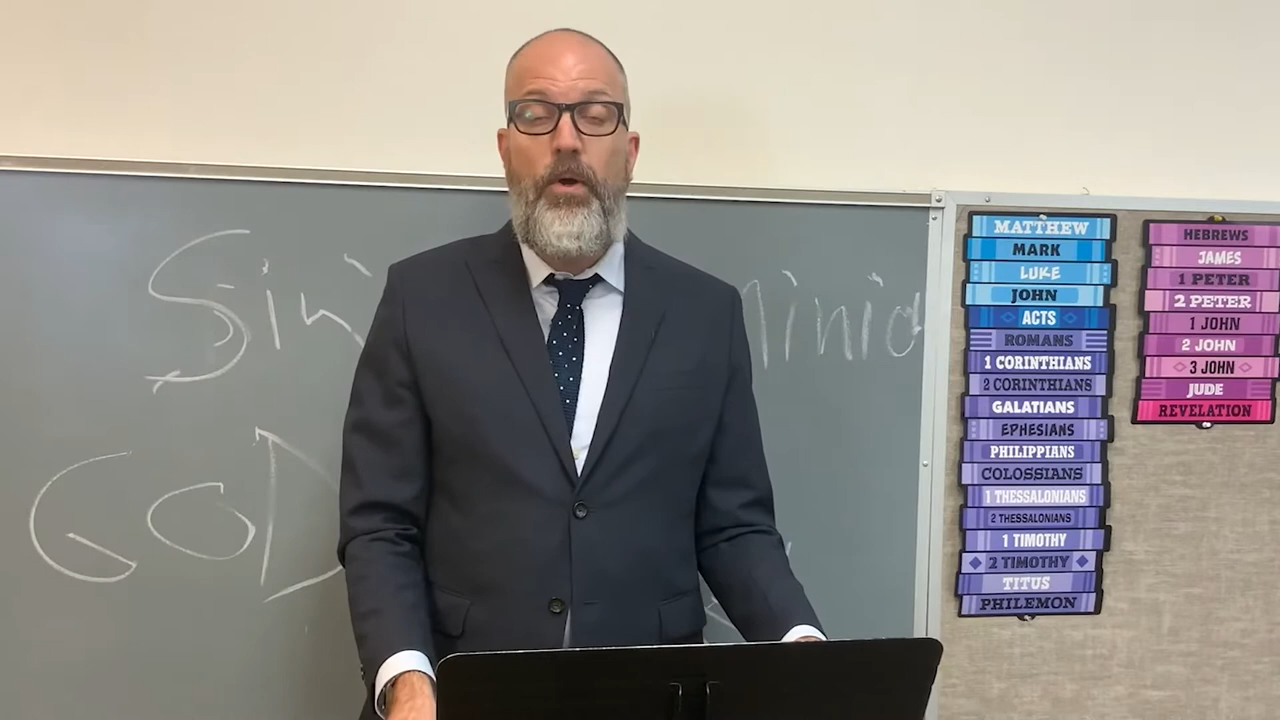 GOD
MATTHEW
MARK
LUKE
JOHN
ACTS
ROMANS
1 CORINTHIANS
2 CORINTHIANS
GALATIANS
EPHESIANS
PHILIPPIANS
COLOSSIANS
1 THESSALONIANS
2 THESSALONIANS
1 TIMOTHY
2 TIMOTHY
TITUS
PHILEMON
HEBREWS
JAMES
1 PETER
2 PETER
1 JOHN
2 JOHN
3 JOHN
JUDE
REVELATION